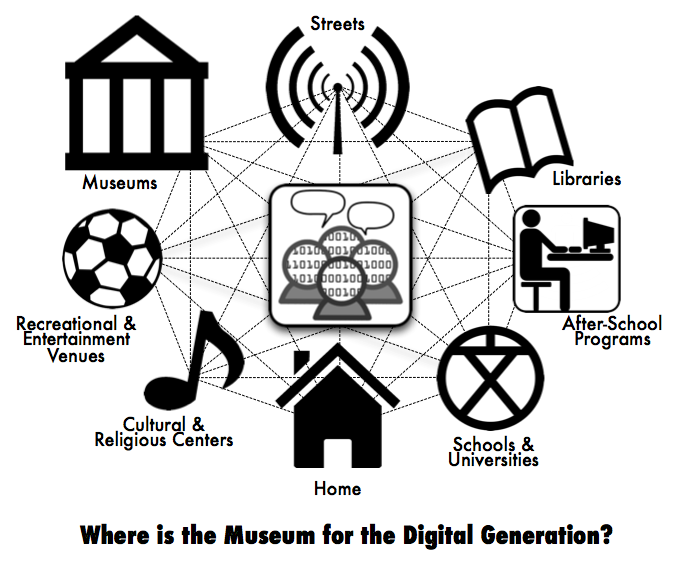 Streets
Museums
Libraries
Recreational &
Entertainment
Venues
After-School
Programs
Cultural &
Religious Centers
Schools &
Universities
Home
Where is the Museum for the Digital Generation?